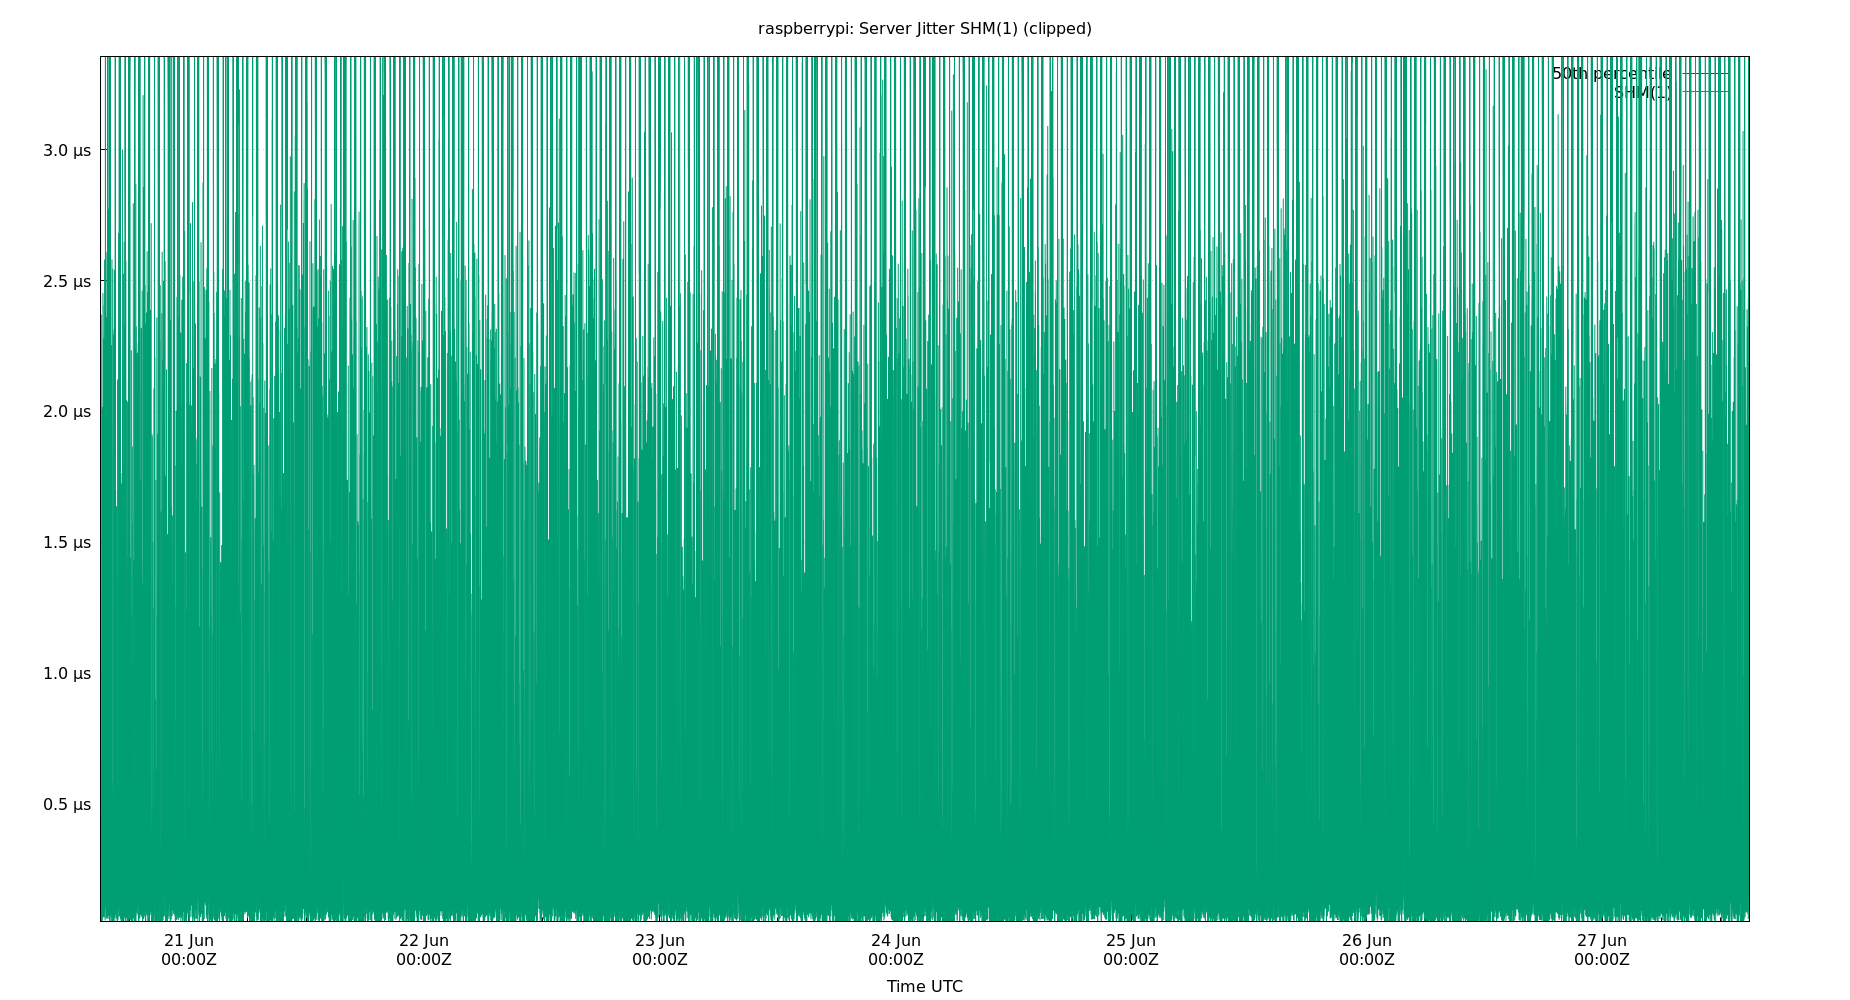 raspberrypi: Server Jitter SHM(1) (clipped)
50th percentile
SHM(1)
3.0 µs
2.5 µs
2.0 µs
1.5 µs
1.0 µs
0.5 µs
21 Jun 22 Jun 23 Jun 24 Jun 25 Jun 26 Jun 27 Jun
00:00Z 00:00Z 00:00Z 00:00Z 00:00Z 00:00Z 00:00Z
Time UTC